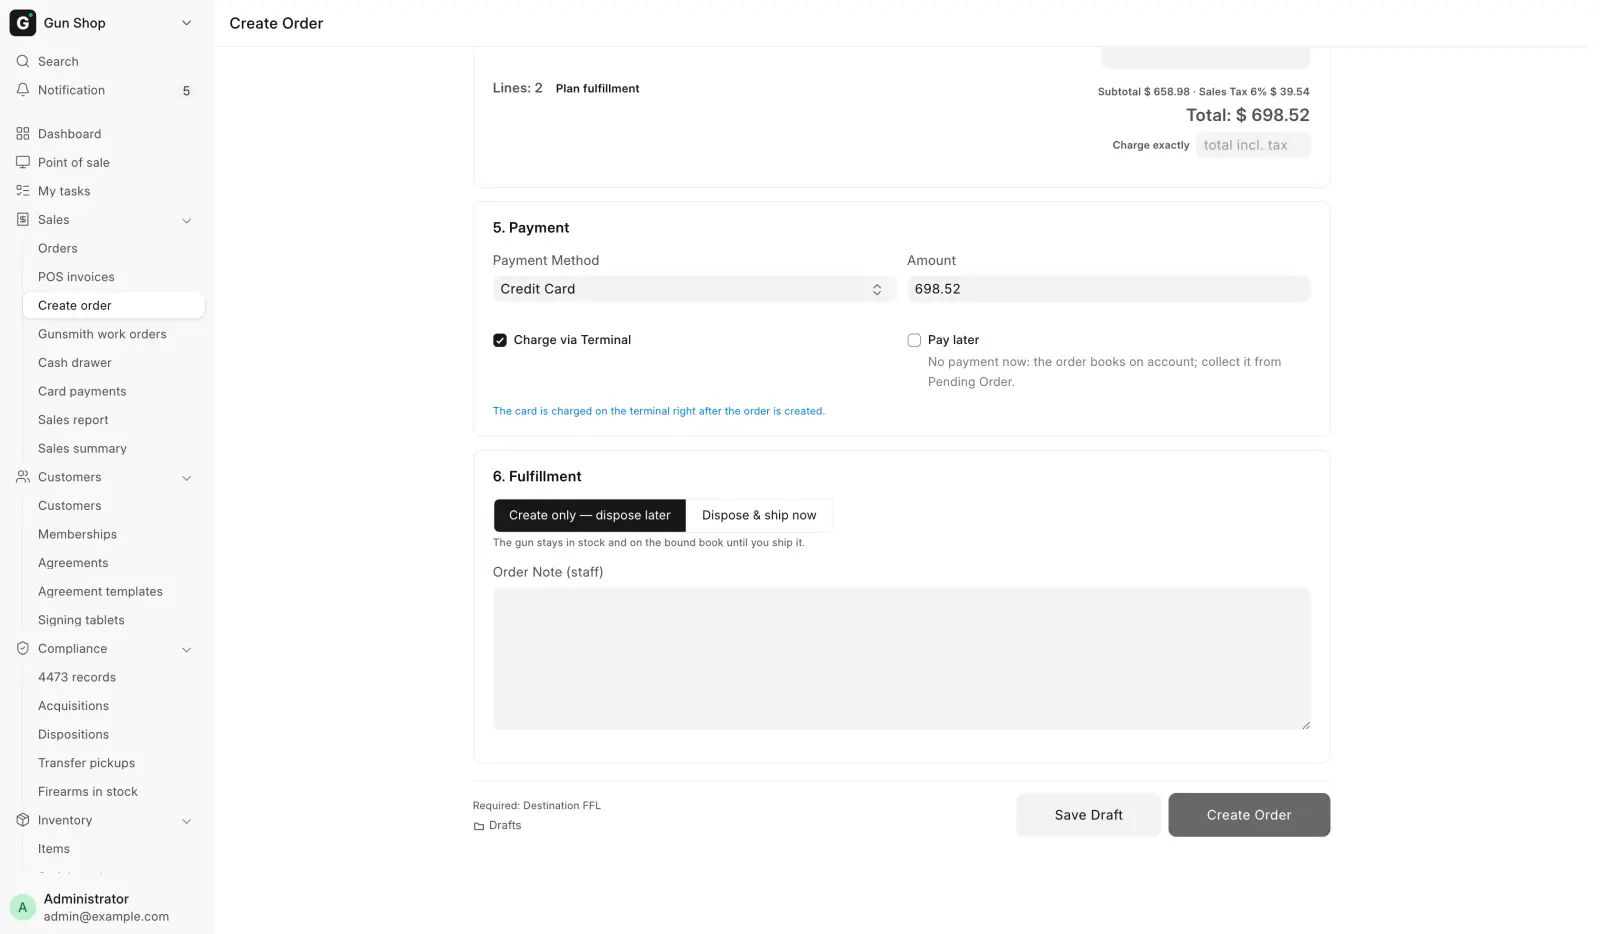 G
Gun Shop
Search
Notification
5
Dashboard
Point of sale
My tasks
Sales
Orders
POS invoices
Create order
Gunsmith work orders
Cash drawer
Card payments
Sales report
Sales summary
Customers
Customers
Memberships
Agreements
Agreement templates
Signing tablets
Compliance
4473 records
Acquisitions
Dispositions
Transfer pickups
Firearms in stock
Inventory
Items
A
Administrator
admin@example.com
Create Order
Lines: 2 Plan fulfillment
Subtotal $ 658.98 · Sales Tax 6% $ 39.54
Total: $ 698.52
Charge exactly total incl. tax
5. Payment
Payment Method
Credit Card
Amount
698.52
Charge via Terminal
Pay later
No payment now: the order books on account; collect it from
Pending Order.
The card is charged on the terminal right after the order is created.
6. Fulfillment
Create only — dispose later
Dispose & ship now
The gun stays in stock and on the bound book until you ship it.
Order Note (staff)
Required: Destination FFL
Drafts
Save Draft
Create Order